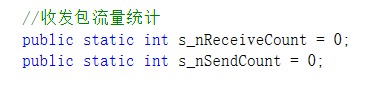 //收发包流量统计
public static int s_nReceiveCount = 0;
public static int s_nSendCount = 0;